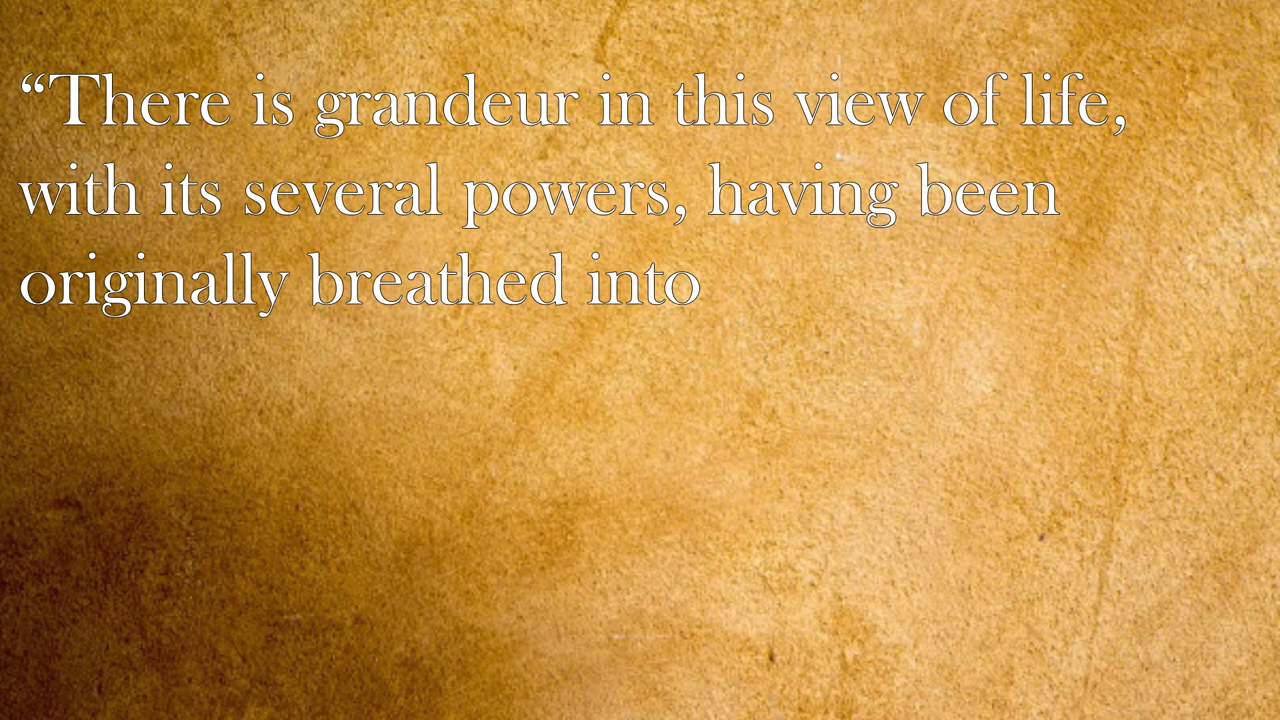 “There is grandeur in this view of life,
with its several powers, having been
originally breathed into